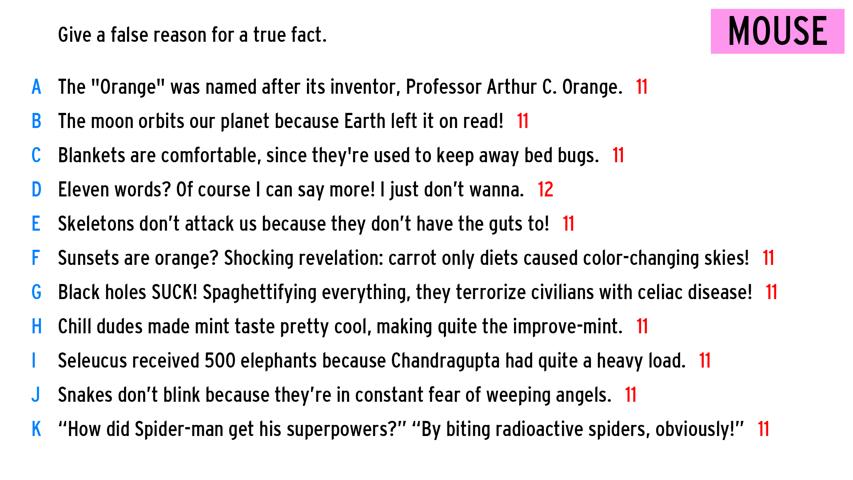 Give a false reason for a true fact.
MOUSE
A The "Orange" was named after its inventor, Professor Arthur C. Orange. 11
B The moon orbits our planet because Earth left it on read! 11
C Blankets are comfortable, since they're used to keep away bed bugs. 11
D Eleven words? Of course I can say more! I just don’t wanna. 12
E Skeletons don’t attack us because they don’t have the guts to! 11
F Sunsets are orange? Shocking revelation: carrot only diets caused color-changing skies! 11
G Black holes SUCK! Spaghettifying everything, they terrorize civilians with celiac disease! 11
H Chill dudes made mint taste pretty cool, making quite the improve-mint. 11
I Seleucus received 500 elephants because Chandragupta had quite a heavy load. 11
J Snakes don’t blink because they’re in constant fear of weeping angels. 11
K “How did Spider-man get his superpowers?” “By biting radioactive spiders, obviously!” 11